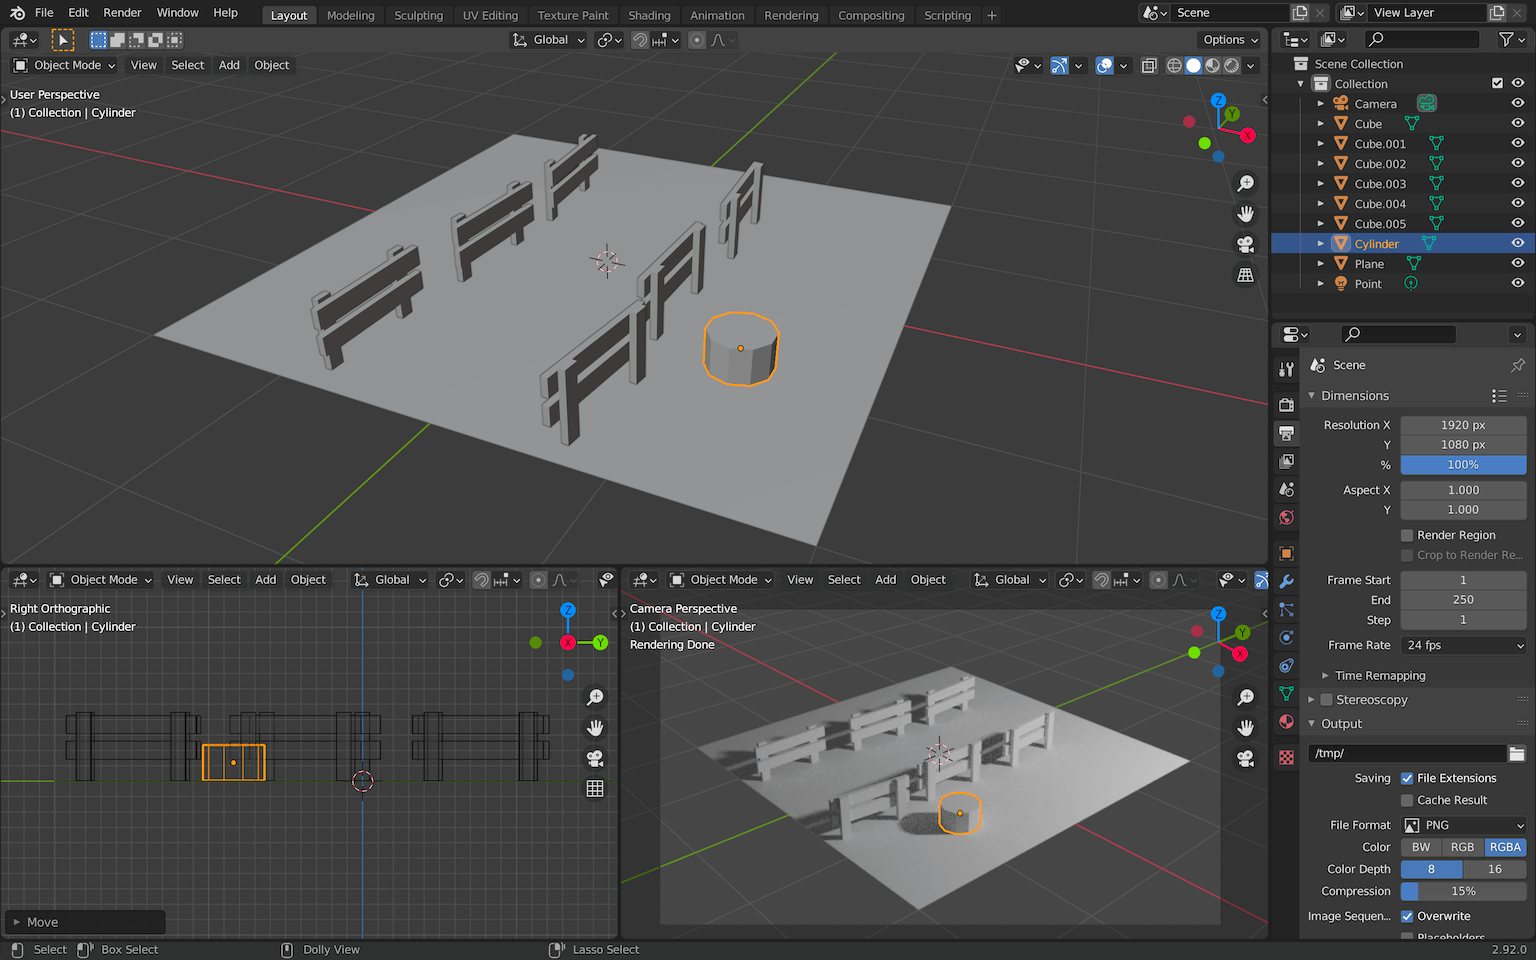 File Edit Render Window Help Layout Modeling Sculpting UV Editing Texture Paint Shading Animation Rendering Compositing Scripting + Scene View Layer
Global Options
Object Mode View Select Add Object
User Perspective
(1) Collection | Cylinder
Z
Y
X
Scene Collection
Collection
Camera
Cube
Cube.001
Cube.002
Cube.003
Cube.004
Cube.005
Cylinder
Plane
Point
Scene
Dimensions
Resolution X 1920 px
Y 1080 px
% 100%
Aspect X 1.000
Y 1.000
Render Region
Crop to Render Re...
Frame Start 1
End 250
Step 1
Frame Rate 24 fps
Time Remapping
Stereoscopy
Output
/tmp/
Saving File Extensions
Cache Result
File Format PNG
Color BW RGB RGBA
Color Depth 8 16
Compression 15%
Image Sequen... Overwrite
Placeholders
Object Mode View Select Add Object Global
Right Orthographic
(1) Collection | Cylinder
Z
X Y
Move
Object Mode View Select Add Object Global
Camera Perspective
(1) Collection | Cylinder
Rendering Done
Z
Y
X
Select Box Select Dolly View Lasso Select 2.92.0